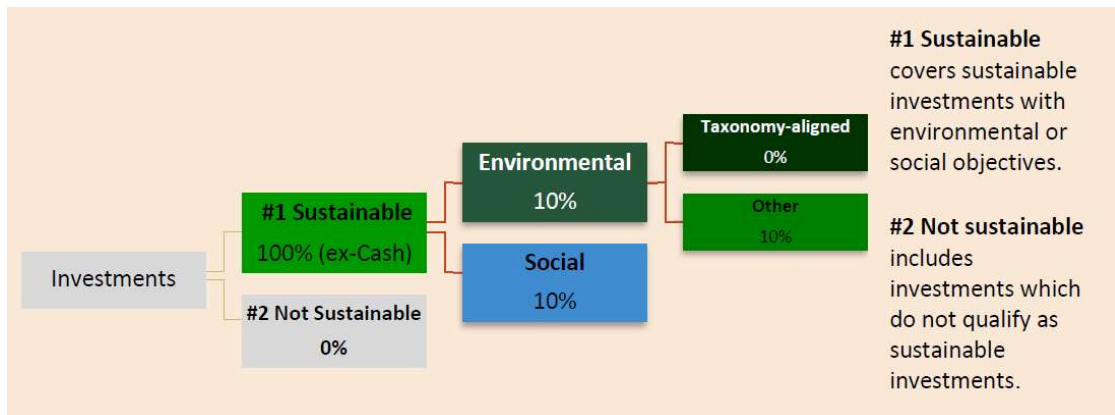 Investments
#1 Sustainable
100% (ex-Cash)
#2 Not Sustainable
0%
Environmental
10%
Social
10%
Taxonomy-aligned
0%
Other
10%
#1 Sustainable
covers sustainable
investments with
environmental or
social objectives.
#2 Not sustainable
includes
investments which
do not qualify as
sustainable
investments.